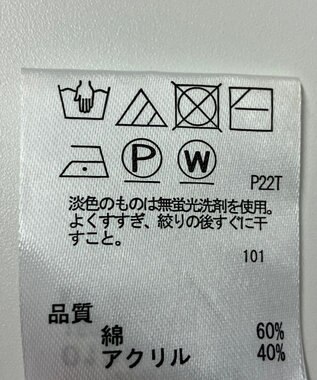 P
W
P22T
淡色のものは無蛍光洗剤を使用。
よくすすぎ、絞りの後すぐに干
すこと。
101
品質
綿 60%
アクリル 40%